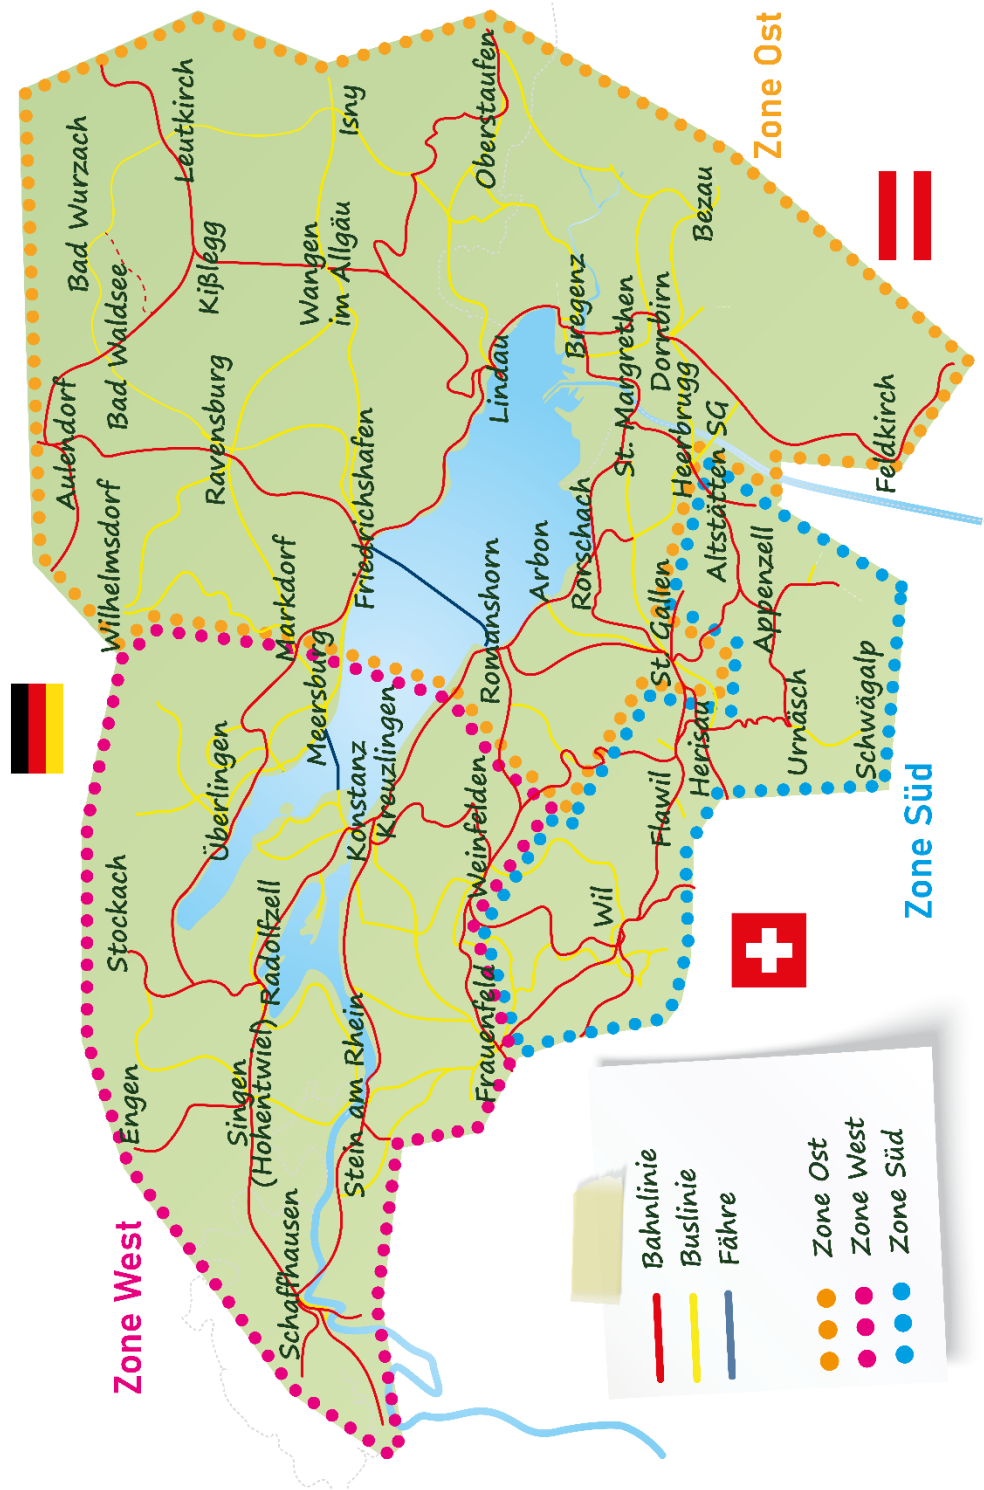 Zone West
Zone Ost
Zone Süd
Aulendorf
Bad Wurzach
Bad Waldsee
Leutkirch
Kißlegg
Wilhelmsdorf
Ravensburg
Wangen
im Allgäu
Isny
Engen
Stockach
Überlingen
Markdorf
Meersburg
Friedrichshafen
Oberstaufen
Lindau
Singen
(Hohentwiel)
Radolfzell
Konstanz
Kreuzlingen
Romanshorn
Arbon
Rorschach
Bregenz
Schaffhausen
Stein am Rhein
Frauenfeld
Weinfelden
St. Margrethen
Dornbirn
Bezau
Heerbrugg
Altstätten SG
St. Gallen
Wil
Flawil
Herisau
Appenzell
Urnäsch
Schwägalp
Feldkirch
Bahnlinie
Buslinie
Fähre
Zone Ost
Zone West
Zone Süd